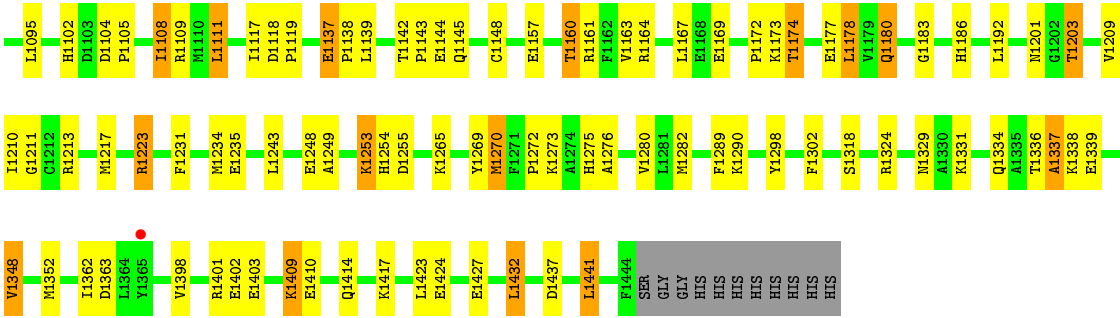 L1095 H1102 D1103 D1104 P1105 I1108 R1109 M1110 L1111 I1117 D1118 P1119 E1137 P1138 L1139 T1142 P1143 E1144 Q1145 C1148 E1157 T1160 R1161 F1162 V1163 R1164 L1167 E1168 E1169 P1172 K1173 T1174 E1177 L1178 V1179 Q1180 G1183 H1186 L1192 N1201 G1202 T1203 V1209
I1210 G1211 C1212 R1213 M1217 R1223 F1231 M1234 E1235 L1243 E1248 A1249 K1253 H1254 D1255 K1265 Y1269 M1270 F1271 P1272 K1273 A1274 H1275 A1276 V1280 L1281 M1282 F1289 K1290 Y1298 F1302 S1318 R1324 N1329 A1330 K1331 Q1334 A1335 T1336 A1337 K1338 E1339
V1348 M1352 I1362 D1363 L1364 Y1365 V1398 R1401 E1402 E1403 K1409 E1410 Q1414 K1417 L1423 E1424 E1427 L1432 D1437 L1441 F1444 SER GLY GLY HIS HIS HIS HIS HIS HIS HIS HIS